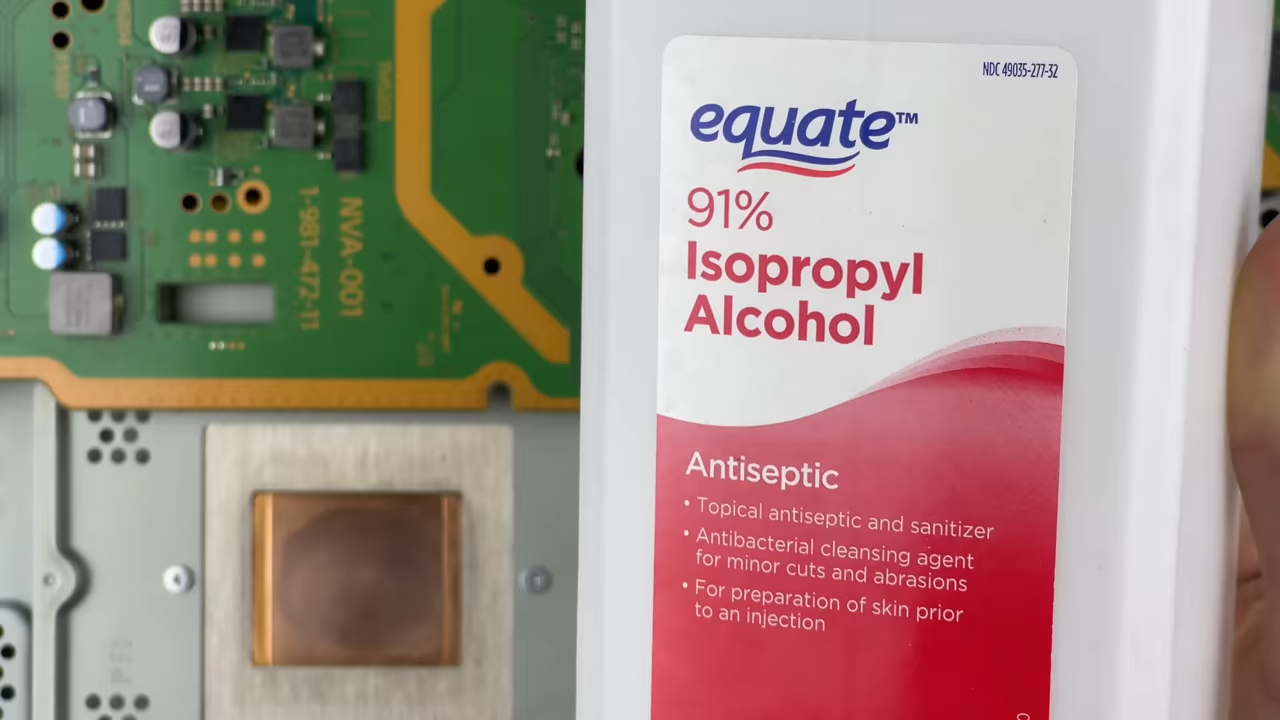 NVA-001
1-981-472-11
NDC 49035-277-32
equate™
91%
Isopropyl
Alcohol
Antiseptic
• Topical antiseptic and sanitizer
• Antibacterial cleansing agent
for minor cuts and abrasions
• For preparation of skin prior
to an injection